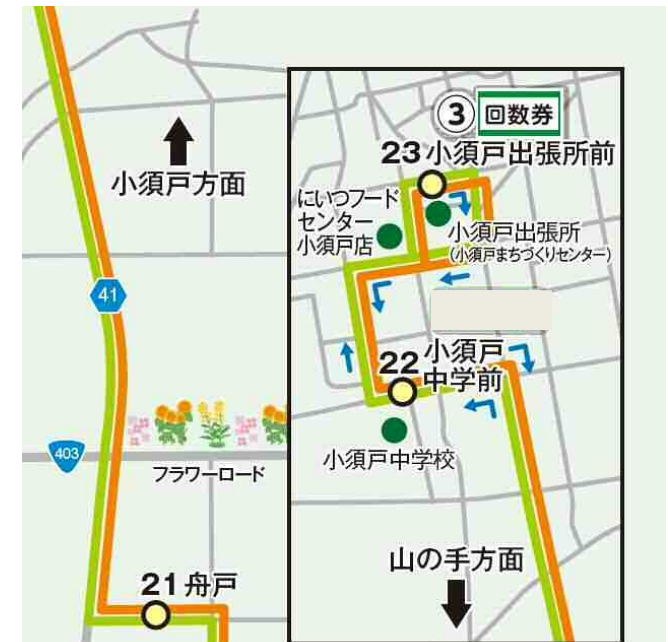 小須戸方面
41
403
フラワーロード
21 舟戸
③ 回数券
23 小須戸出張所前
にいつフード
センター
小須戸店
小須戸出張所
(小須戸まちづくりセンター)
22 小須戸
中学前
小須戸中学校
山の手方面